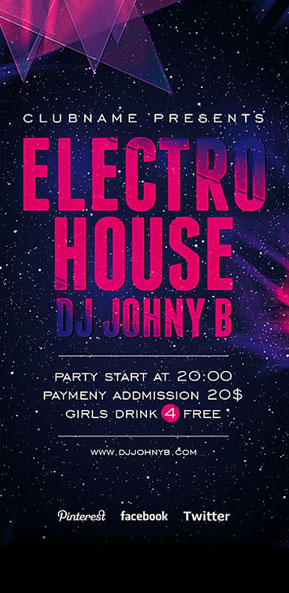 CLUBNAME PRESENTS
ELECTRO
HOUSE
DJ JOHNY B
PARTY START AT 20:00
PAYMENY ADDMISSION 20$
GIRLS DRINK 4 FREE
WWW.DJJOHNYB.COM
Pinterest facebook Twitter